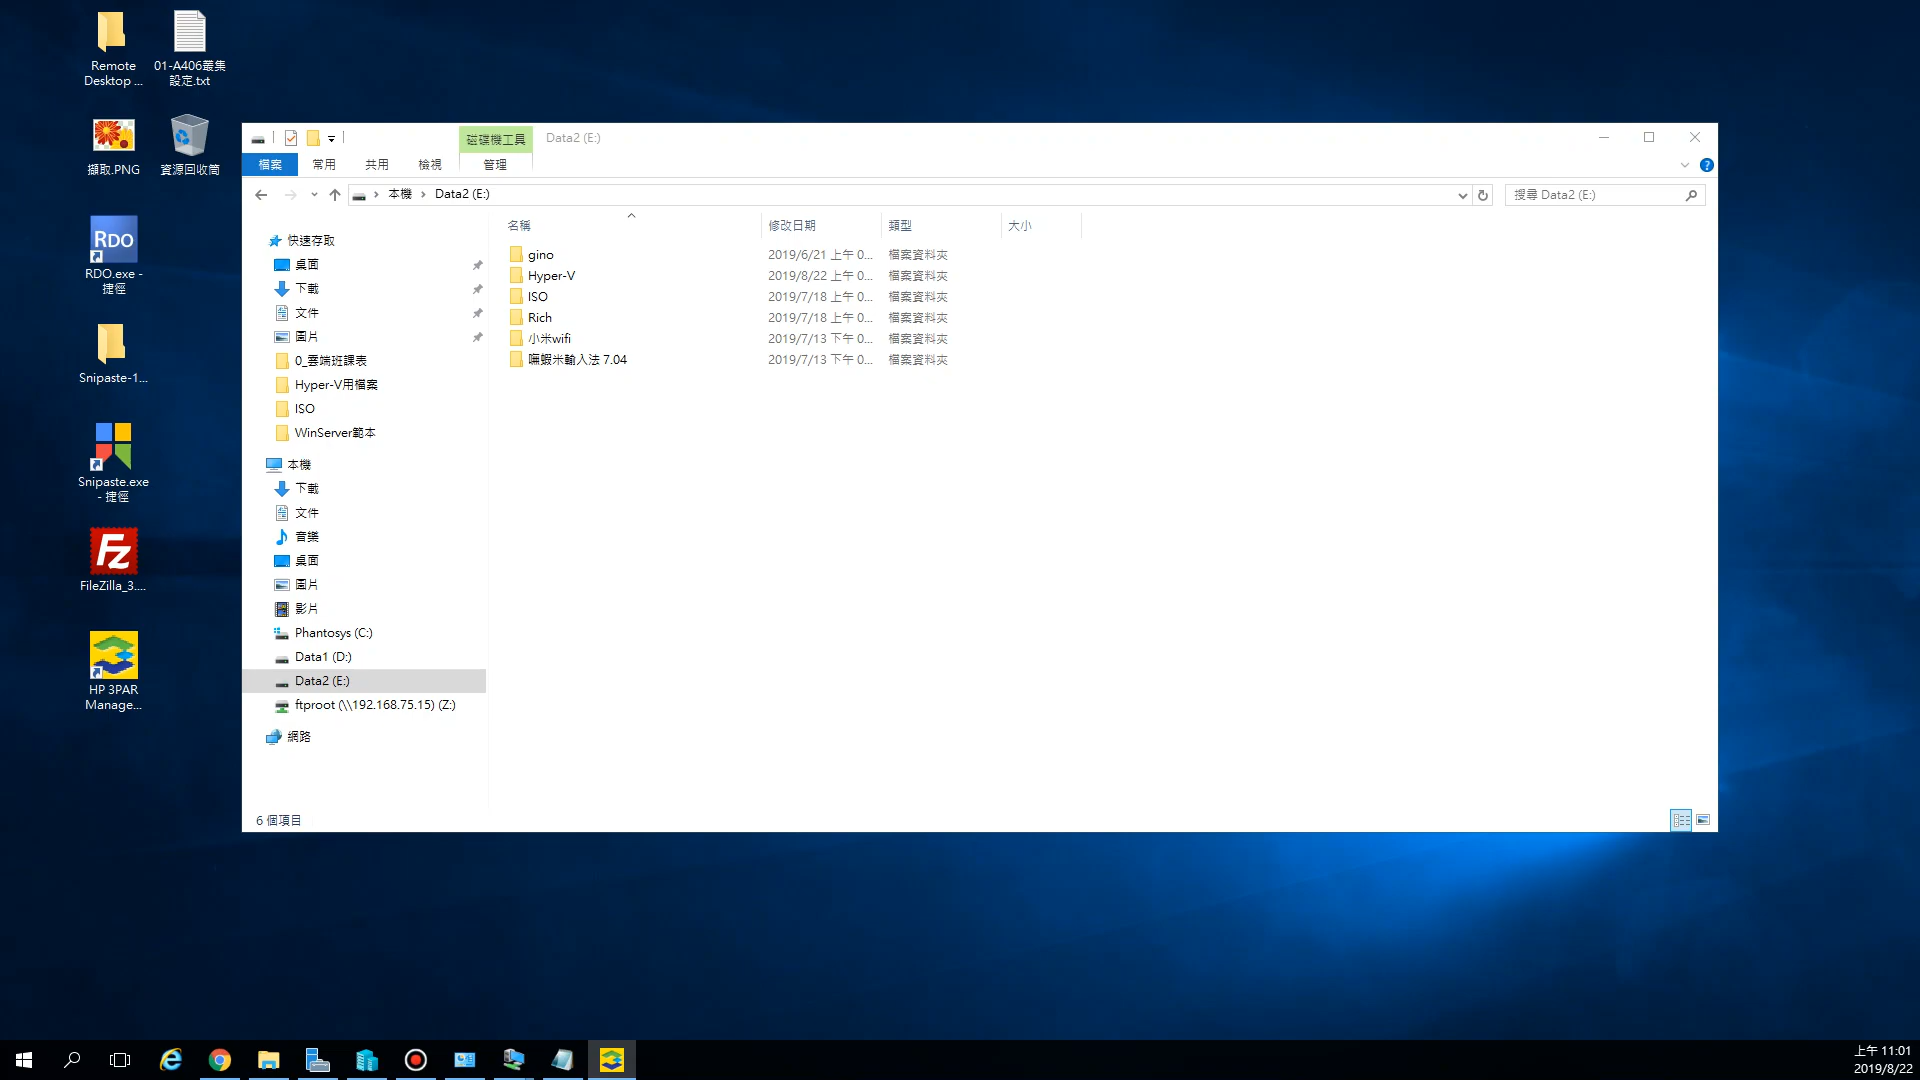 Remote
Desktop ...
01-A406叢集
設定.txt
擷取.PNG
資源回收筒
RDO
RDO.exe -
捷徑
Snipaste-1...
Snipaste.exe
- 捷徑
FZ
FileZilla_3....
HP 3PAR
Manage...
磁碟機工具
Data2 (E:)
檔案
常用
共用
檢視
管理
本機
Data2 (E:)
搜尋 Data2 (E:)
名稱
修改日期
類型
大小
gino
2019/6/21 上午 0...
檔案資料夾
Hyper-V
2019/8/22 上午 0...
檔案資料夾
ISO
2019/7/18 上午 0...
檔案資料夾
Rich
2019/7/18 上午 0...
檔案資料夾
小米wifi
2019/7/13 下午 0...
檔案資料夾
嘸蝦米輸入法 7.04
2019/7/13 下午 0...
檔案資料夾
快速存取
桌面
下載
文件
圖片
0_雲端班課表
Hyper-V用檔案
ISO
WinServer範本
本機
下載
文件
音樂
桌面
圖片
影片
Phantosys (C:)
Data1 (D:)
Data2 (E:)
ftproot (\\192.168.75.15) (Z:)
網路
6 個項目
上午 11:01
2019/8/22